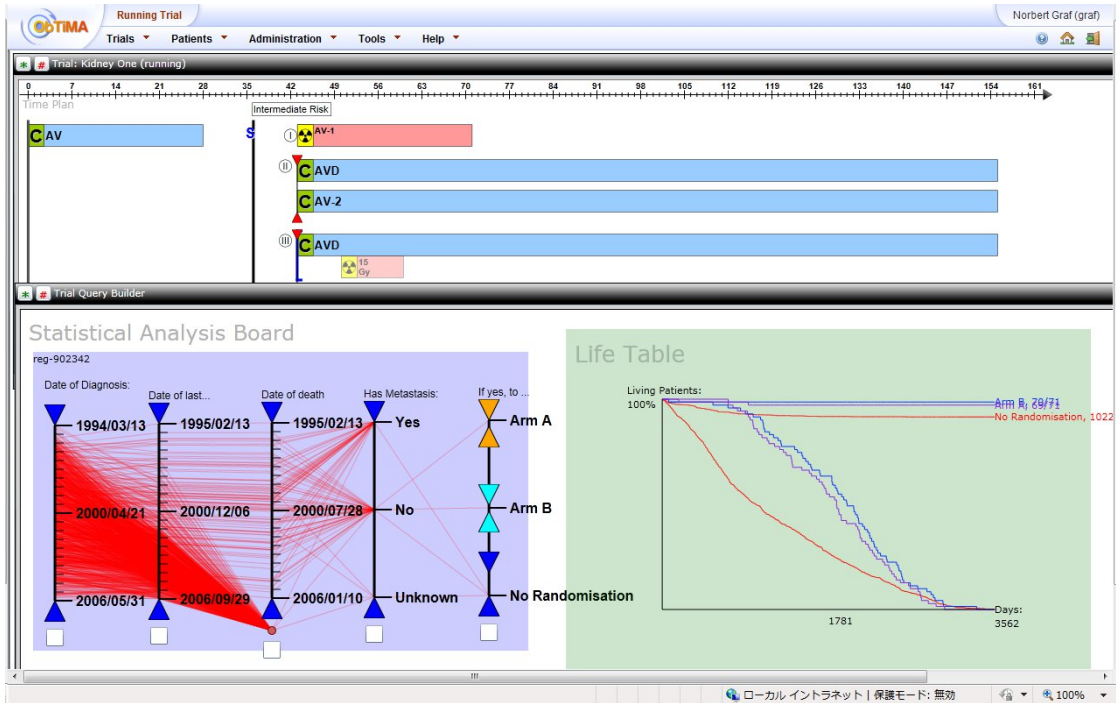 ObTiMA
Running Trial
Norbert Graf (graf)
Trials Patients Administration Tools Help
* # Trial: Kidney One (running)
0 7 14 21 28 35 42 49 56 63 70 77 84 91 98 105 112 119 126 133 140 147 154 161
Time Plan
Intermediate Risk
C AV
S
I
AV-1
II
C AVD
C AV-2
III
C AVD
15
Gy
* # Trial Query Builder
Statistical Analysis Board
reg-902342
Date of Diagnosis:
Date of last...
Date of death
Has Metastasis:
If yes, to ...
1994/03/13
1995/02/13
1995/02/13
Yes
Arm A
2000/04/21
2000/12/06
2000/07/28
No
Arm B
2006/05/31
2006/09/29
2006/01/10
Unknown
No Randomisation
Life Table
Living Patients:
100%
Arm B, 70/71
Arm A, 69/71
No Randomisation, 1022
1781
Days:
3562
ローカル イントラネット | 保護モード: 無効
100%